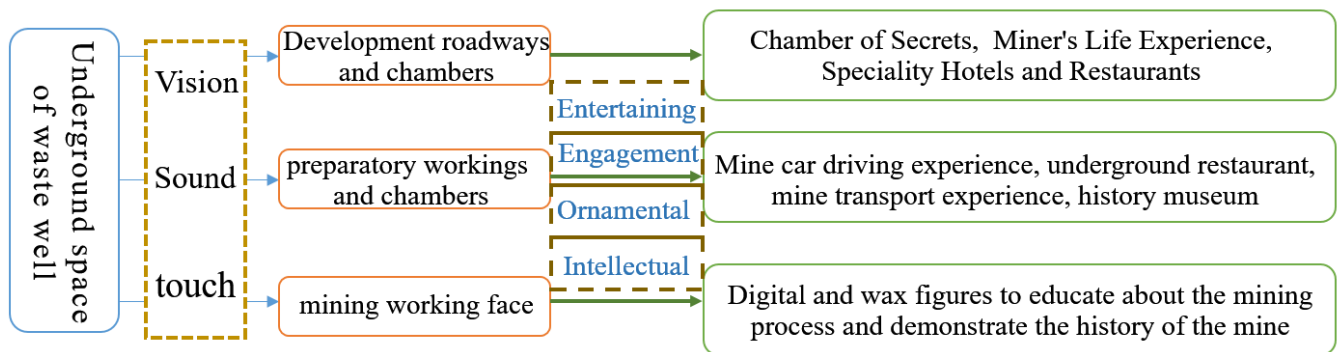 Underground space
of waste well
Vision
Sound
touch
Development roadways
and chambers
preparatory workings
and chambers
mining working face
Entertaining
Engagement
Ornamental
Intellectual
Chamber of Secrets, Miner's Life Experience,
Speciality Hotels and Restaurants
Mine car driving experience, underground restaurant,
mine transport experience, history museum
Digital and wax figures to educate about the mining
process and demonstrate the history of the mine